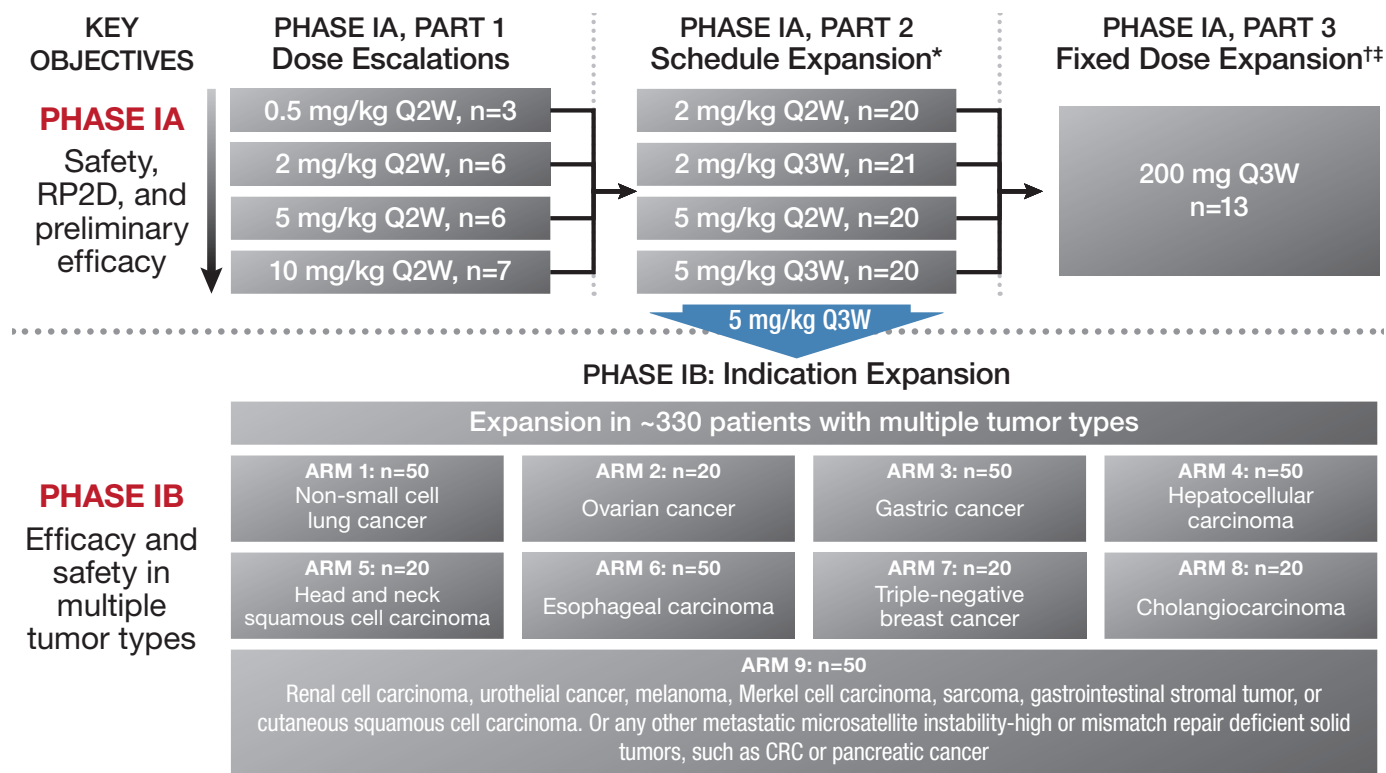 KEY
OBJECTIVES
PHASE IA, PART 1
Dose Escalations
PHASE IA, PART 2
Schedule Expansion*
PHASE IA, PART 3
Fixed Dose Expansion†‡
PHASE IA
Safety,
RP2D, and
preliminary
efficacy
0.5 mg/kg Q2W, n=3
2 mg/kg Q2W, n=6
5 mg/kg Q2W, n=6
10 mg/kg Q2W, n=7
2 mg/kg Q2W, n=20
2 mg/kg Q3W, n=21
5 mg/kg Q2W, n=20
5 mg/kg Q3W, n=20
200 mg Q3W
n=13
5 mg/kg Q3W
PHASE IB: Indication Expansion
Expansion in ~330 patients with multiple tumor types
PHASE IB
Efficacy and
safety in
multiple
tumor types
ARM 1: n=50
Non-small cell
lung cancer
ARM 2: n=20
Ovarian cancer
ARM 3: n=50
Gastric cancer
ARM 4: n=50
Hepatocellular
carcinoma
ARM 5: n=20
Head and neck
squamous cell carcinoma
ARM 6: n=50
Esophageal carcinoma
ARM 7: n=20
Triple-negative
breast cancer
ARM 8: n=20
Cholangiocarcinoma
ARM 9: n=50
Renal cell carcinoma, urothelial cancer, melanoma, Merkel cell carcinoma, sarcoma, gastrointestinal stromal tumor, or
cutaneous squamous cell carcinoma. Or any other metastatic microsatellite instability-high or mismatch repair deficient solid
tumors, such as CRC or pancreatic cancer